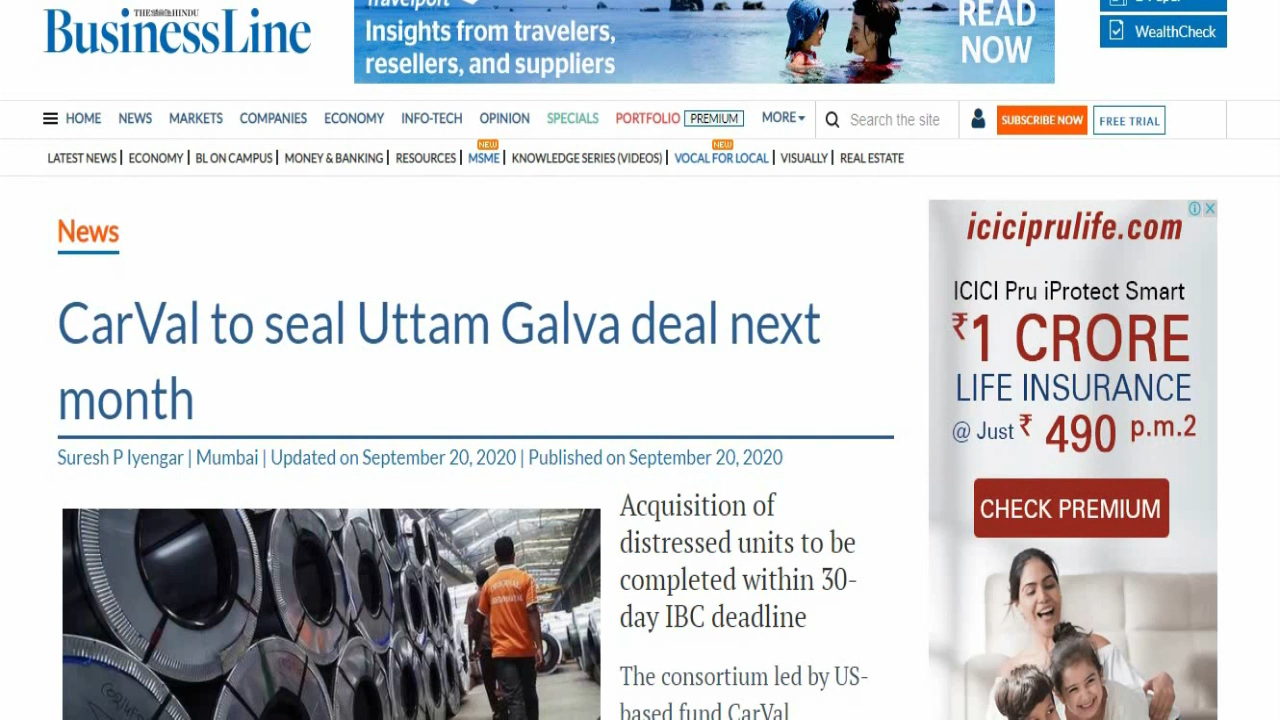 THE HINDU
BusinessLine
travelport
Insights from travelers,
resellers, and suppliers
READ
NOW
WealthCheck
HOME NEWS MARKETS COMPANIES ECONOMY INFO-TECH OPINION SPECIALS PORTFOLIO PREMIUM MORE Search the site SUBSCRIBE NOW FREE TRIAL
NEW NEW
LATEST NEWS | ECONOMY | BL ON CAMPUS | MONEY & BANKING | RESOURCES | MSME | KNOWLEDGE SERIES (VIDEOS) | VOCAL FOR LOCAL | VISUALLY | REAL ESTATE
News
CarVal to seal Uttam Galva deal next
month
Suresh P Iyengar | Mumbai | Updated on September 20, 2020 | Published on September 20, 2020
Acquisition of
distressed units to be
completed within 30-
day IBC deadline
The consortium led by US-
based fund CarVal
iciciprulife.com
ICICI Pru iProtect Smart
₹1 CRORE
LIFE INSURANCE
@ Just ₹ 490 p.m.2
CHECK PREMIUM